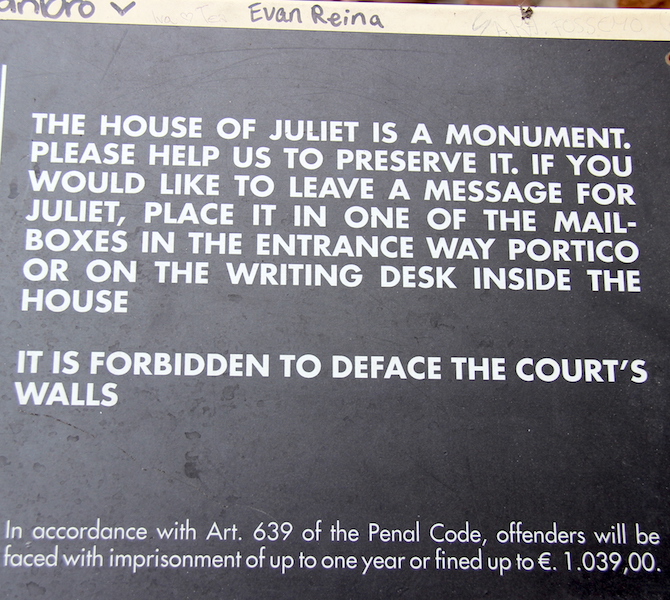 Evan Reina
THE HOUSE OF JULIET IS A MONUMENT.
PLEASE HELP US TO PRESERVE IT. IF YOU
WOULD LIKE TO LEAVE A MESSAGE FOR
JULIET, PLACE IT IN ONE OF THE MAIL-
BOXES IN THE ENTRANCE WAY PORTICO
OR ON THE WRITING DESK INSIDE THE
HOUSE
IT IS FORBIDDEN TO DEFACE THE COURT'S
WALLS
In accordance with Art. 639 of the Penal Code, offenders will be
faced with imprisonment of up to one year or fined up to €. 1.039,00.